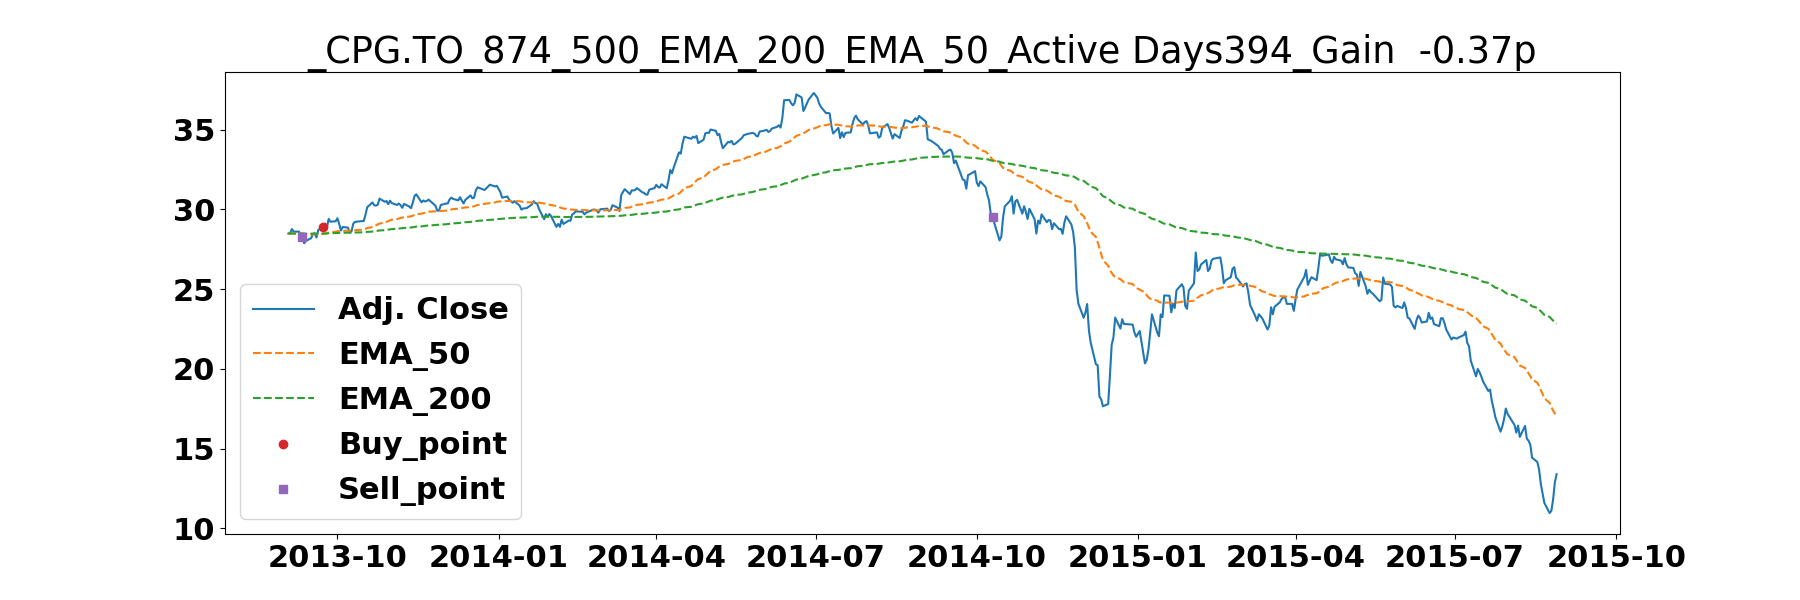 _CPG.TO_874_500_EMA_200_EMA_50_Active Days394_Gain  -0.37p
35
30
25
20
15
10
Adj. Close
EMA_50
EMA_200
Buy_point
Sell_point
2013-10 2014-01 2014-04 2014-07 2014-10 2015-01 2015-04 2015-07 2015-10